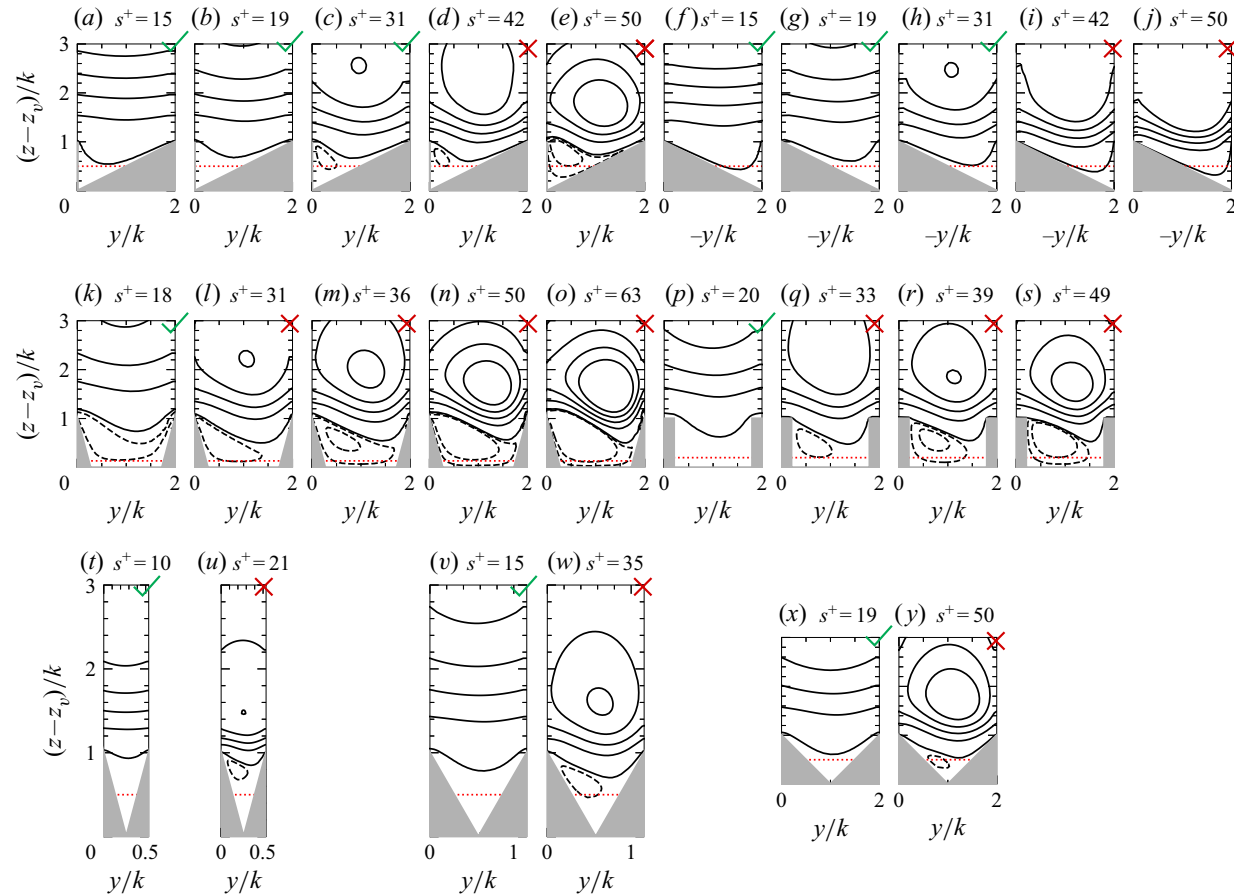 (a) s+ = 15 (b) s+ = 19 (c) s+ = 31 (d) s+ = 42 (e) s+ = 50 (f) s+ = 15 (g) s+ = 19 (h) s+ = 31 (i) s+ = 42 (j) s+ = 50
3
2
1
(z – z_v)/k
0 2 0 2 0 2 0 2 0 2 0 2 0 2 0 2 0 2 0 2
y/k y/k y/k y/k y/k –y/k –y/k –y/k –y/k –y/k
(k) s+ = 18 (l) s+ = 31 (m) s+ = 36 (n) s+ = 50 (o) s+ = 63 (p) s+ = 20 (q) s+ = 33 (r) s+ = 39 (s) s+ = 49
3
2
1
(z – z_v)/k
0 2 0 2 0 2 0 2 0 2 0 2 0 2 0 2 0 2
y/k y/k y/k y/k y/k y/k y/k y/k y/k
(t) s+ = 10 (u) s+ = 21 (v) s+ = 15 (w) s+ = 35
3
(x) s+ = 19 (y) s+ = 50
2
1
(z – z_v)/k
0 2 0 2
y/k y/k
0 0.5 0 0.5 0 1 0 1
y/k y/k y/k y/k